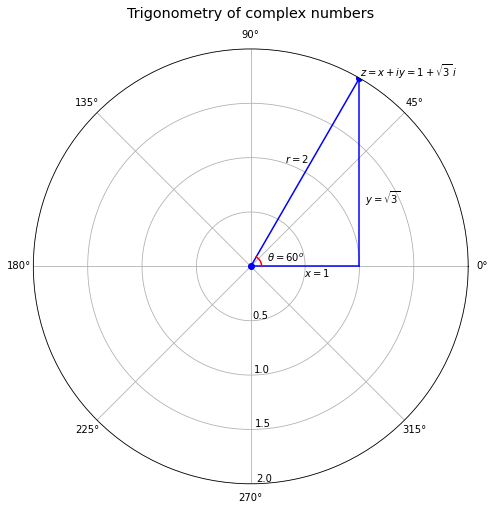 Trigonometry of complex numbers
90°
z = x + iy = 1 + √3 i
135°
45°
r = 2
y = √3
θ = 60°
180°
0°
x = 1
0.5
1.0
1.5
225°
315°
2.0
270°